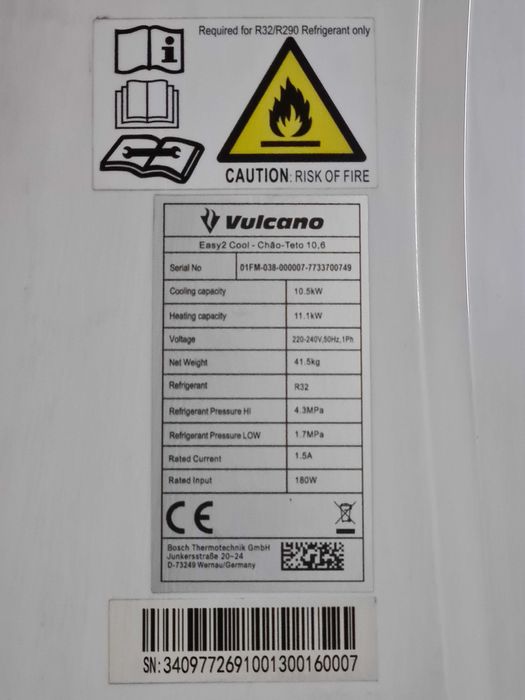 Required for R32/R290 Refrigerant only
CAUTION: RISK OF FIRE
Vulcano
Easy2 Cool - Chão-Teto 10,6
Serial No 01FM-038-000007-7733700749
Cooling capacity 10.5kW
Heating capacity 11.1kW
Voltage 220-240V,50Hz,1Ph
Net Weight 41.5kg
Refrigerant R32
Refrigerant Pressure HI 4.3MPa
Refrigerant Pressure LOW 1.7MPa
Rated Current 1.5A
Rated Input 180W
CE
Bosch Thermotechnik GmbH
Junkersstraße 20-24
D-73249 Wernau/Germany
SN: 3409772691001300160007